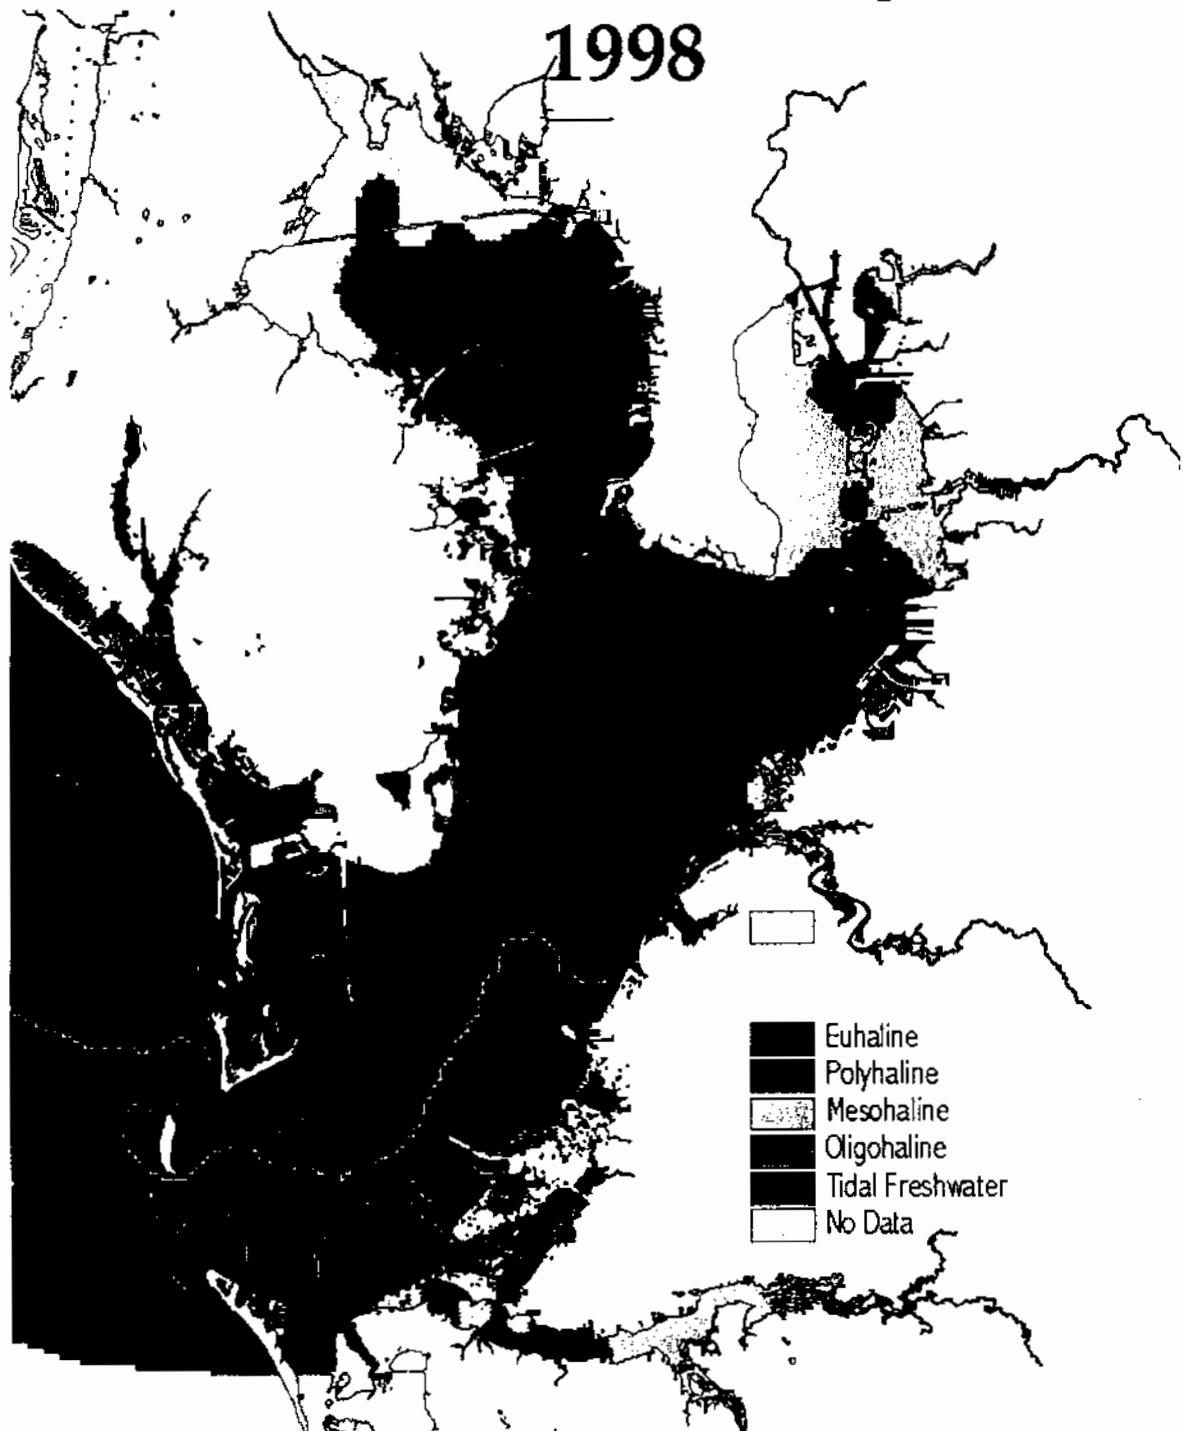 1998
Euhaline
Polyhaline
Mesohaline
Oligohaline
Tidal Freshwater
No Data